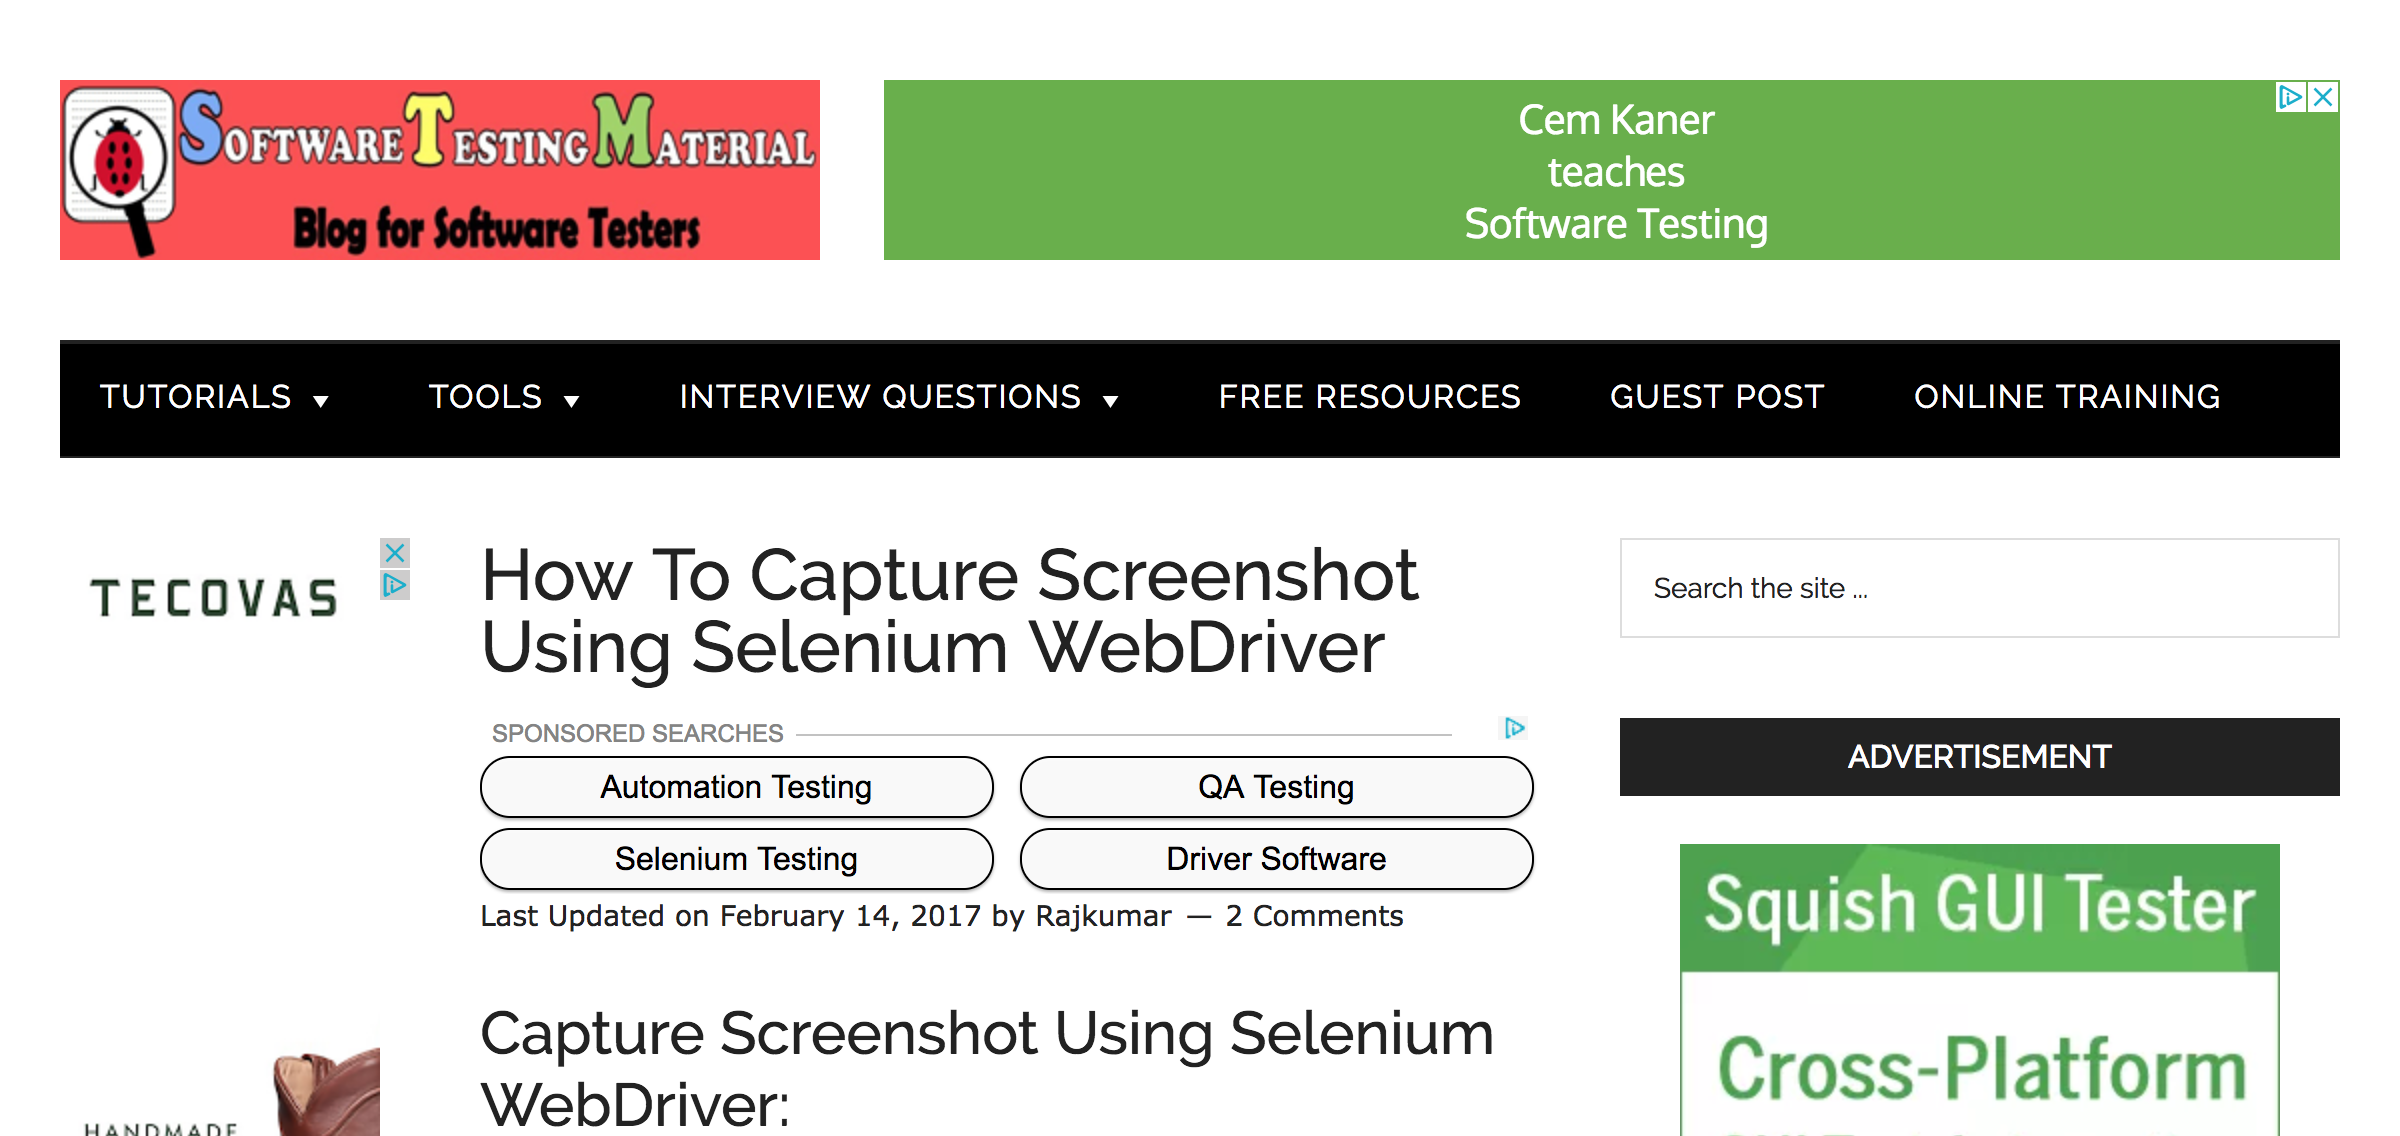 SOFTWARE TESTING MATERIAL
Blog for Software Testers
Cem Kaner
teaches
Software Testing
TUTORIALS TOOLS INTERVIEW QUESTIONS FREE RESOURCES GUEST POST ONLINE TRAINING
TECOVAS
HANDMADE
How To Capture Screenshot
Using Selenium WebDriver
SPONSORED SEARCHES
Automation Testing
QA Testing
Selenium Testing
Driver Software
Last Updated on February 14, 2017 by Rajkumar — 2 Comments
Capture Screenshot Using Selenium
WebDriver:
Search the site ...
ADVERTISEMENT
Squish GUI Tester
Cross-Platform